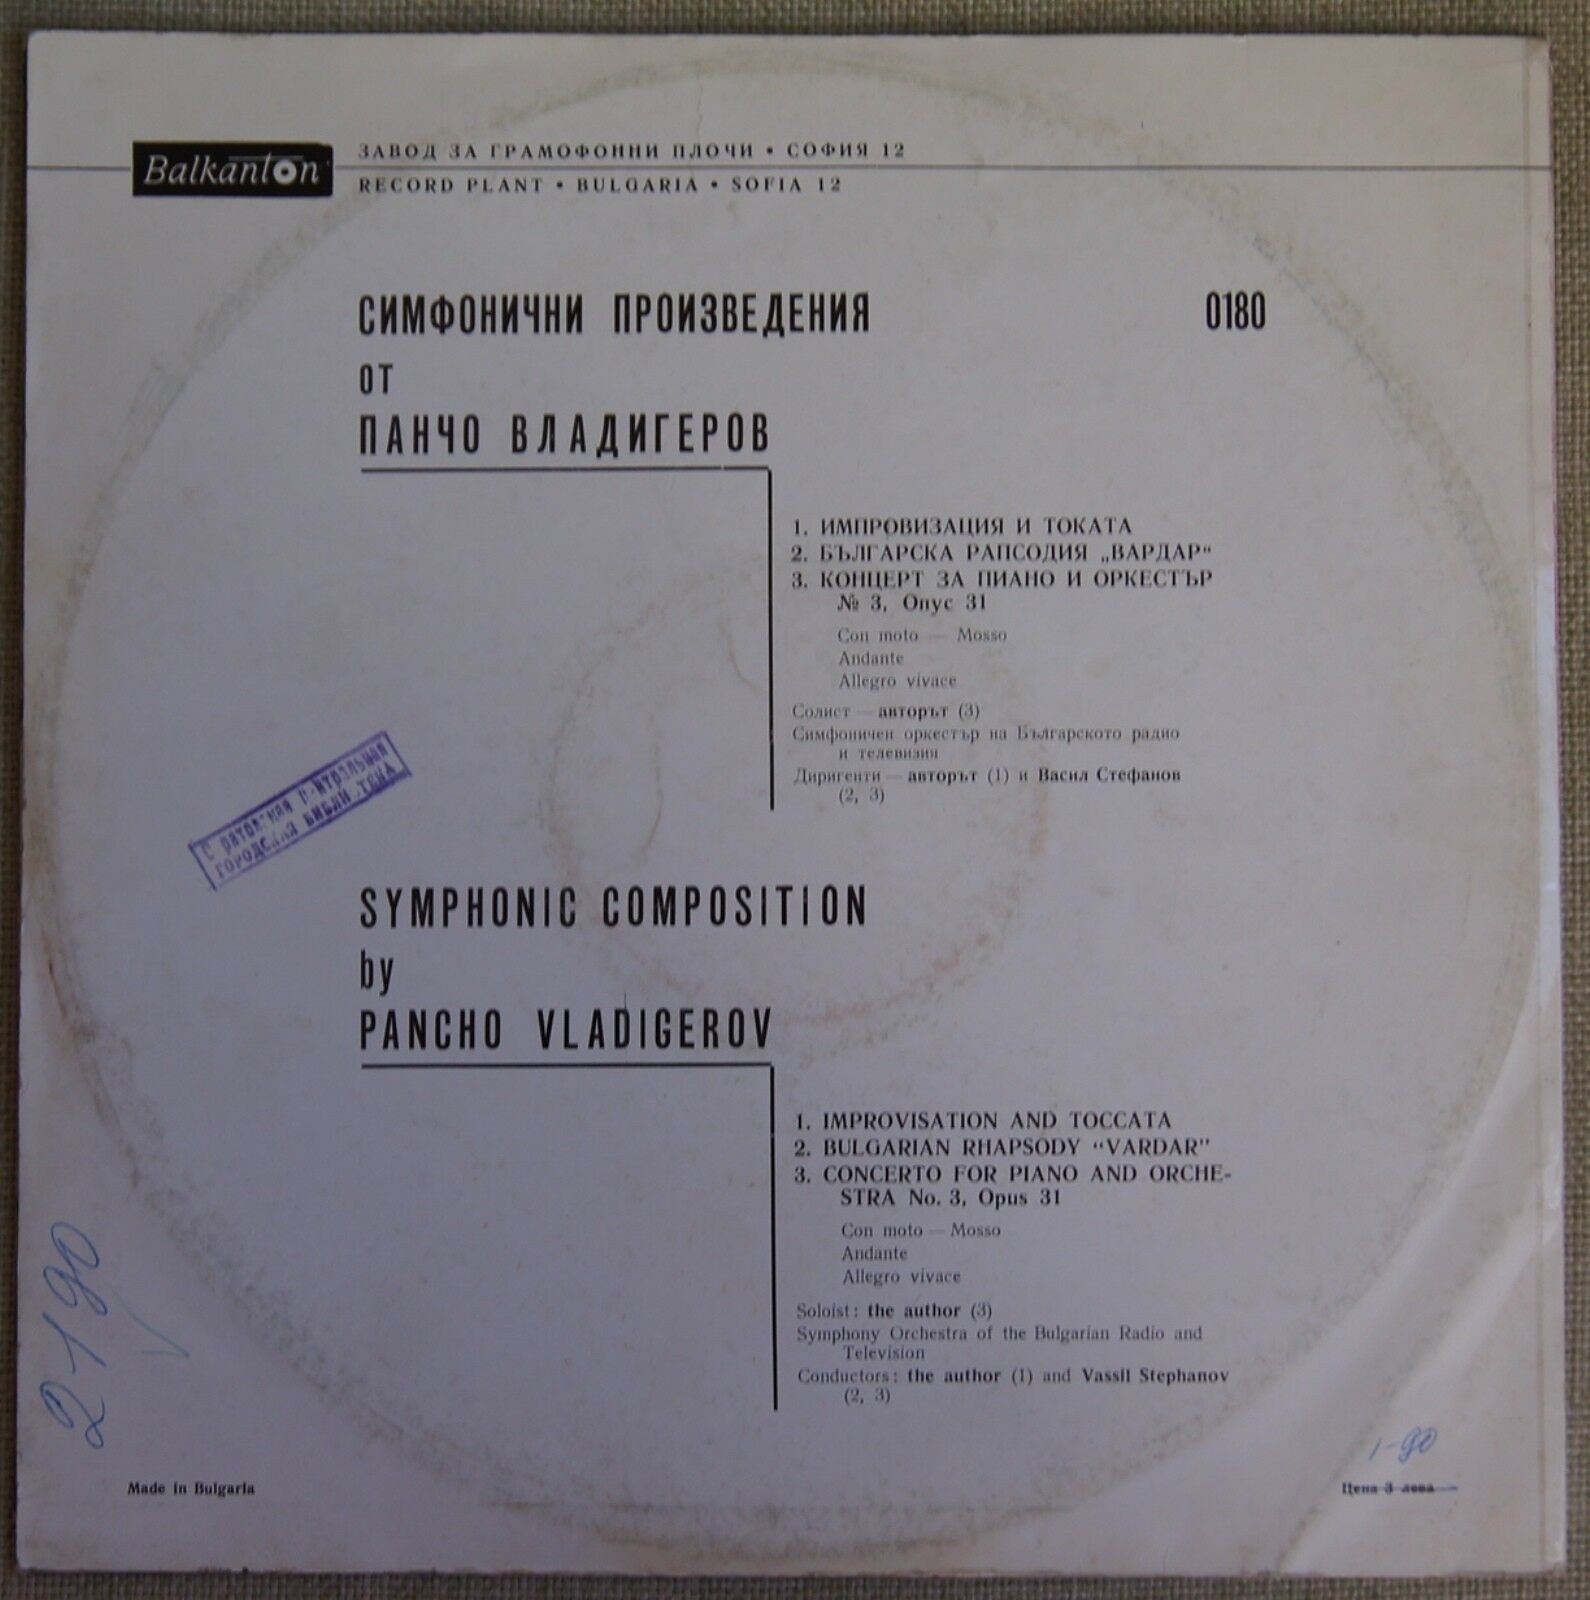 Balkanton
ЗАВОД ЗА ГРАМОФОННИ ПЛОЧИ • СОФИЯ 12
RECORD PLANT • BULGARIA • SOFIA 12
СИМФОНИЧНИ ПРОИЗВЕДЕНИЯ
0180
ОТ
ПАНЧО ВЛАДИГЕРОВ
1. ИМПРОВИЗАЦИЯ И ТОКАТА
2. БЪЛГАРСКА РАПСОДИЯ „ВАРДАР“
3. КОНЦЕРТ ЗА ПИАНО И ОРКЕСТЪР
№ 3, Опус 31
Con moto — Mosso
Andante
Allegro vivace
Солист — авторът (3)
Симфоничен оркестър на Българското радио
и телевизия
Диригенти — авторът (1) и Васил Стефанов
(2, 3)
ГОРОДСКАЯ
SYMPHONIC COMPOSITION
by
PANCHO VLADIGEROV
1. IMPROVISATION AND TOCCATA
2. BULGARIAN RHAPSODY “VARDAR”
3. CONCERTO FOR PIANO AND ORCHE-
STRA No. 3, Opus 31
Con moto — Mosso
Andante
Allegro vivace
Soloist: the author (3)
Symphony Orchestra of the Bulgarian Radio and
Television
Conductors: the author (1) and Vassil Stephanov
(2, 3)
2190
1-90
Made in Bulgaria
Цена 3 лева